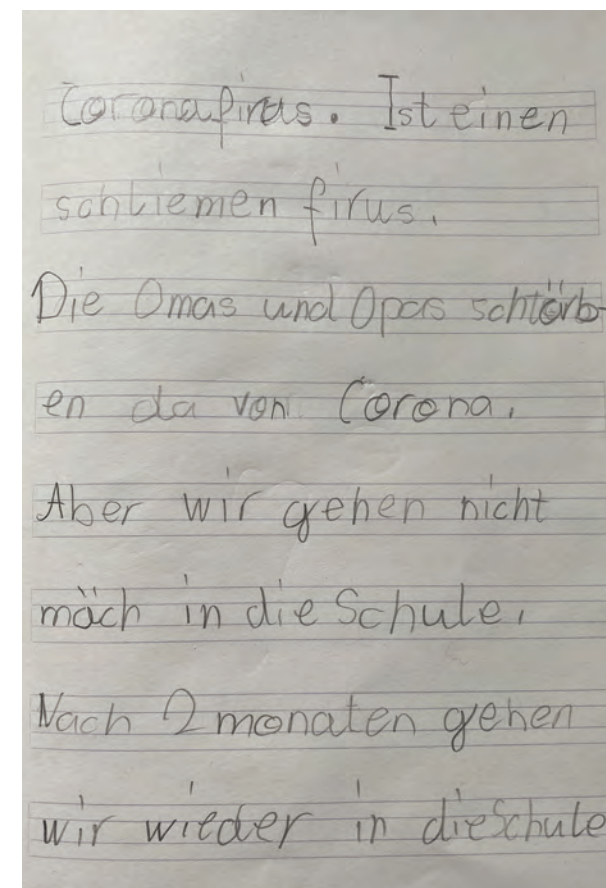 Coronafirus. Ist einen
schliemen firus.
Die Omas und Opas schtörb-
en da von Corona.
Aber wir gehen nicht
mäch in die Schule.
Nach 2 monaten gehen
wir wieder in dieSchule